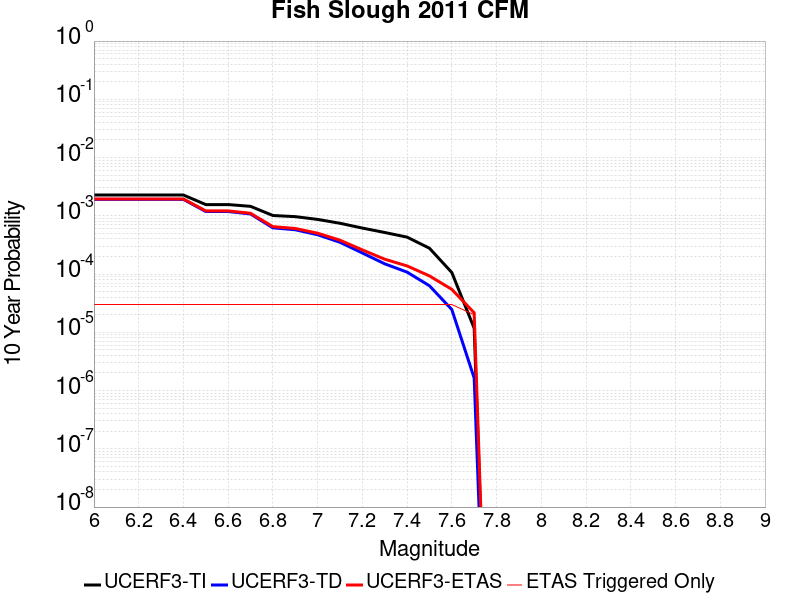 Fish Slough 2011 CFM
10 0
10 -1
10 -2
10 -3
10 -4
10 -5
10 -6
10 -7
10 -8
10 Year Probability
6 6.2 6.4 6.6 6.8 7 7.2 7.4 7.6 7.8 8 8.2 8.4 8.6 8.8 9
Magnitude
UCERF3-TI UCERF3-TD UCERF3-ETAS ETAS Triggered Only